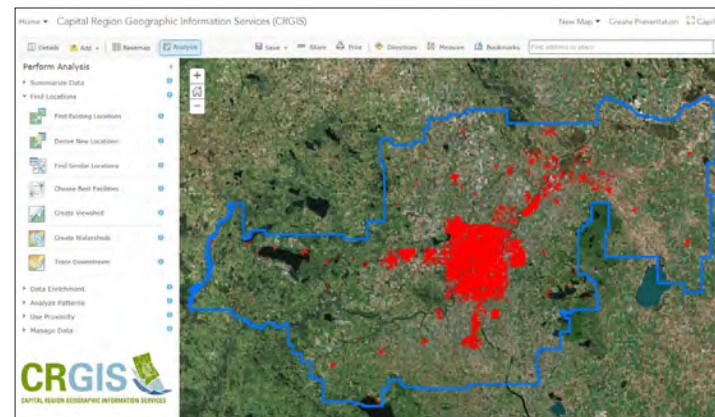 Home ▾ Capital Region Geographic Information Services (CRGIS)
New Map ▾ Create Presentation Capit
Details Add ▾ Basemap Analysis Save ▾ Share Print Directions Measure Bookmarks Find address or place
Perform Analysis
Summarize Data
Find Locations
Find Existing Locations
Derive New Locations
Find Similar Locations
Choose Best Facilities
Create Viewshed
Create Watersheds
Trace Downstream
Data Enrichment
Analyze Patterns
Use Proximity
Manage Data
CRGIS
CAPITAL REGION GEOGRAPHIC INFORMATION SERVICES